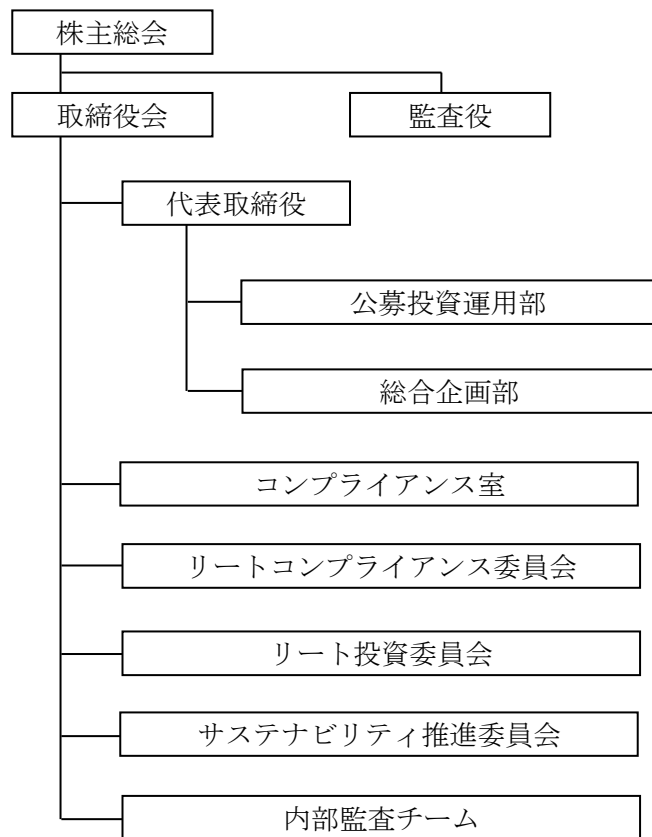 株主総会
取締役会
監査役
代表取締役
公募投資運用部
総合企画部
コンプライアンス室
リートコンプライアンス委員会
リート投資委員会
サステナビリティ推進委員会
内部監査チーム